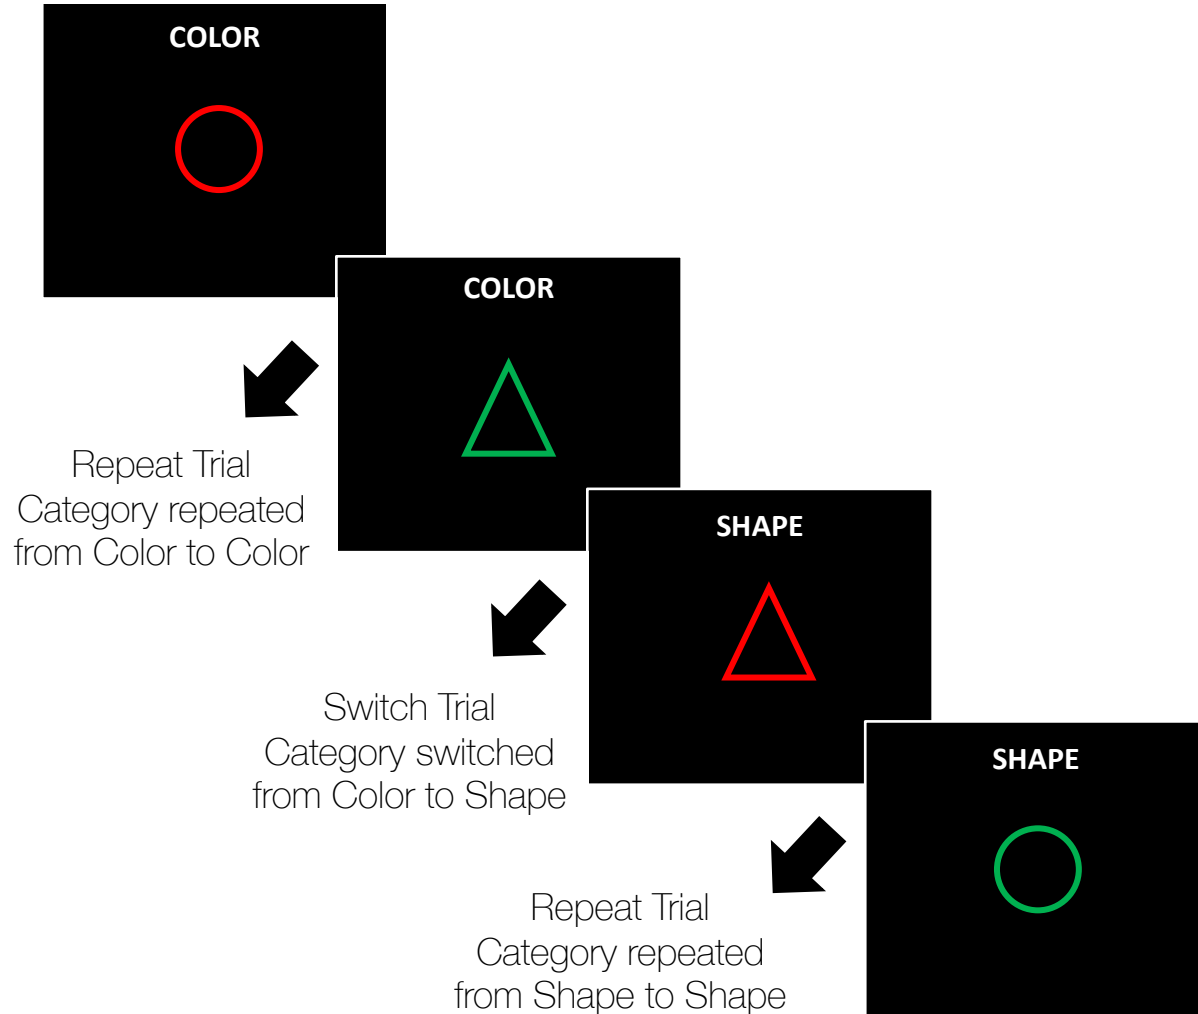 COLOR
COLOR
Repeat Trial
Category repeated
from Color to Color
SHAPE
Switch Trial
Category switched
from Color to Shape
SHAPE
Repeat Trial
Category repeated
from Shape to Shape